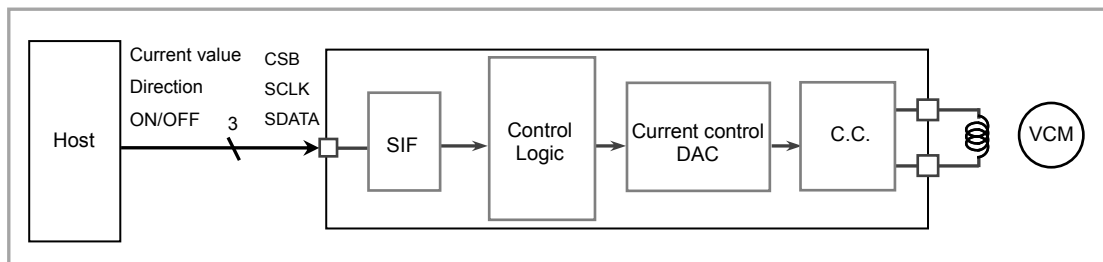 Host
Current value
Direction
ON/OFF
3
CSB
SCLK
SDATA
SIF
Control
Logic
Current control
DAC
C.C.
VCM